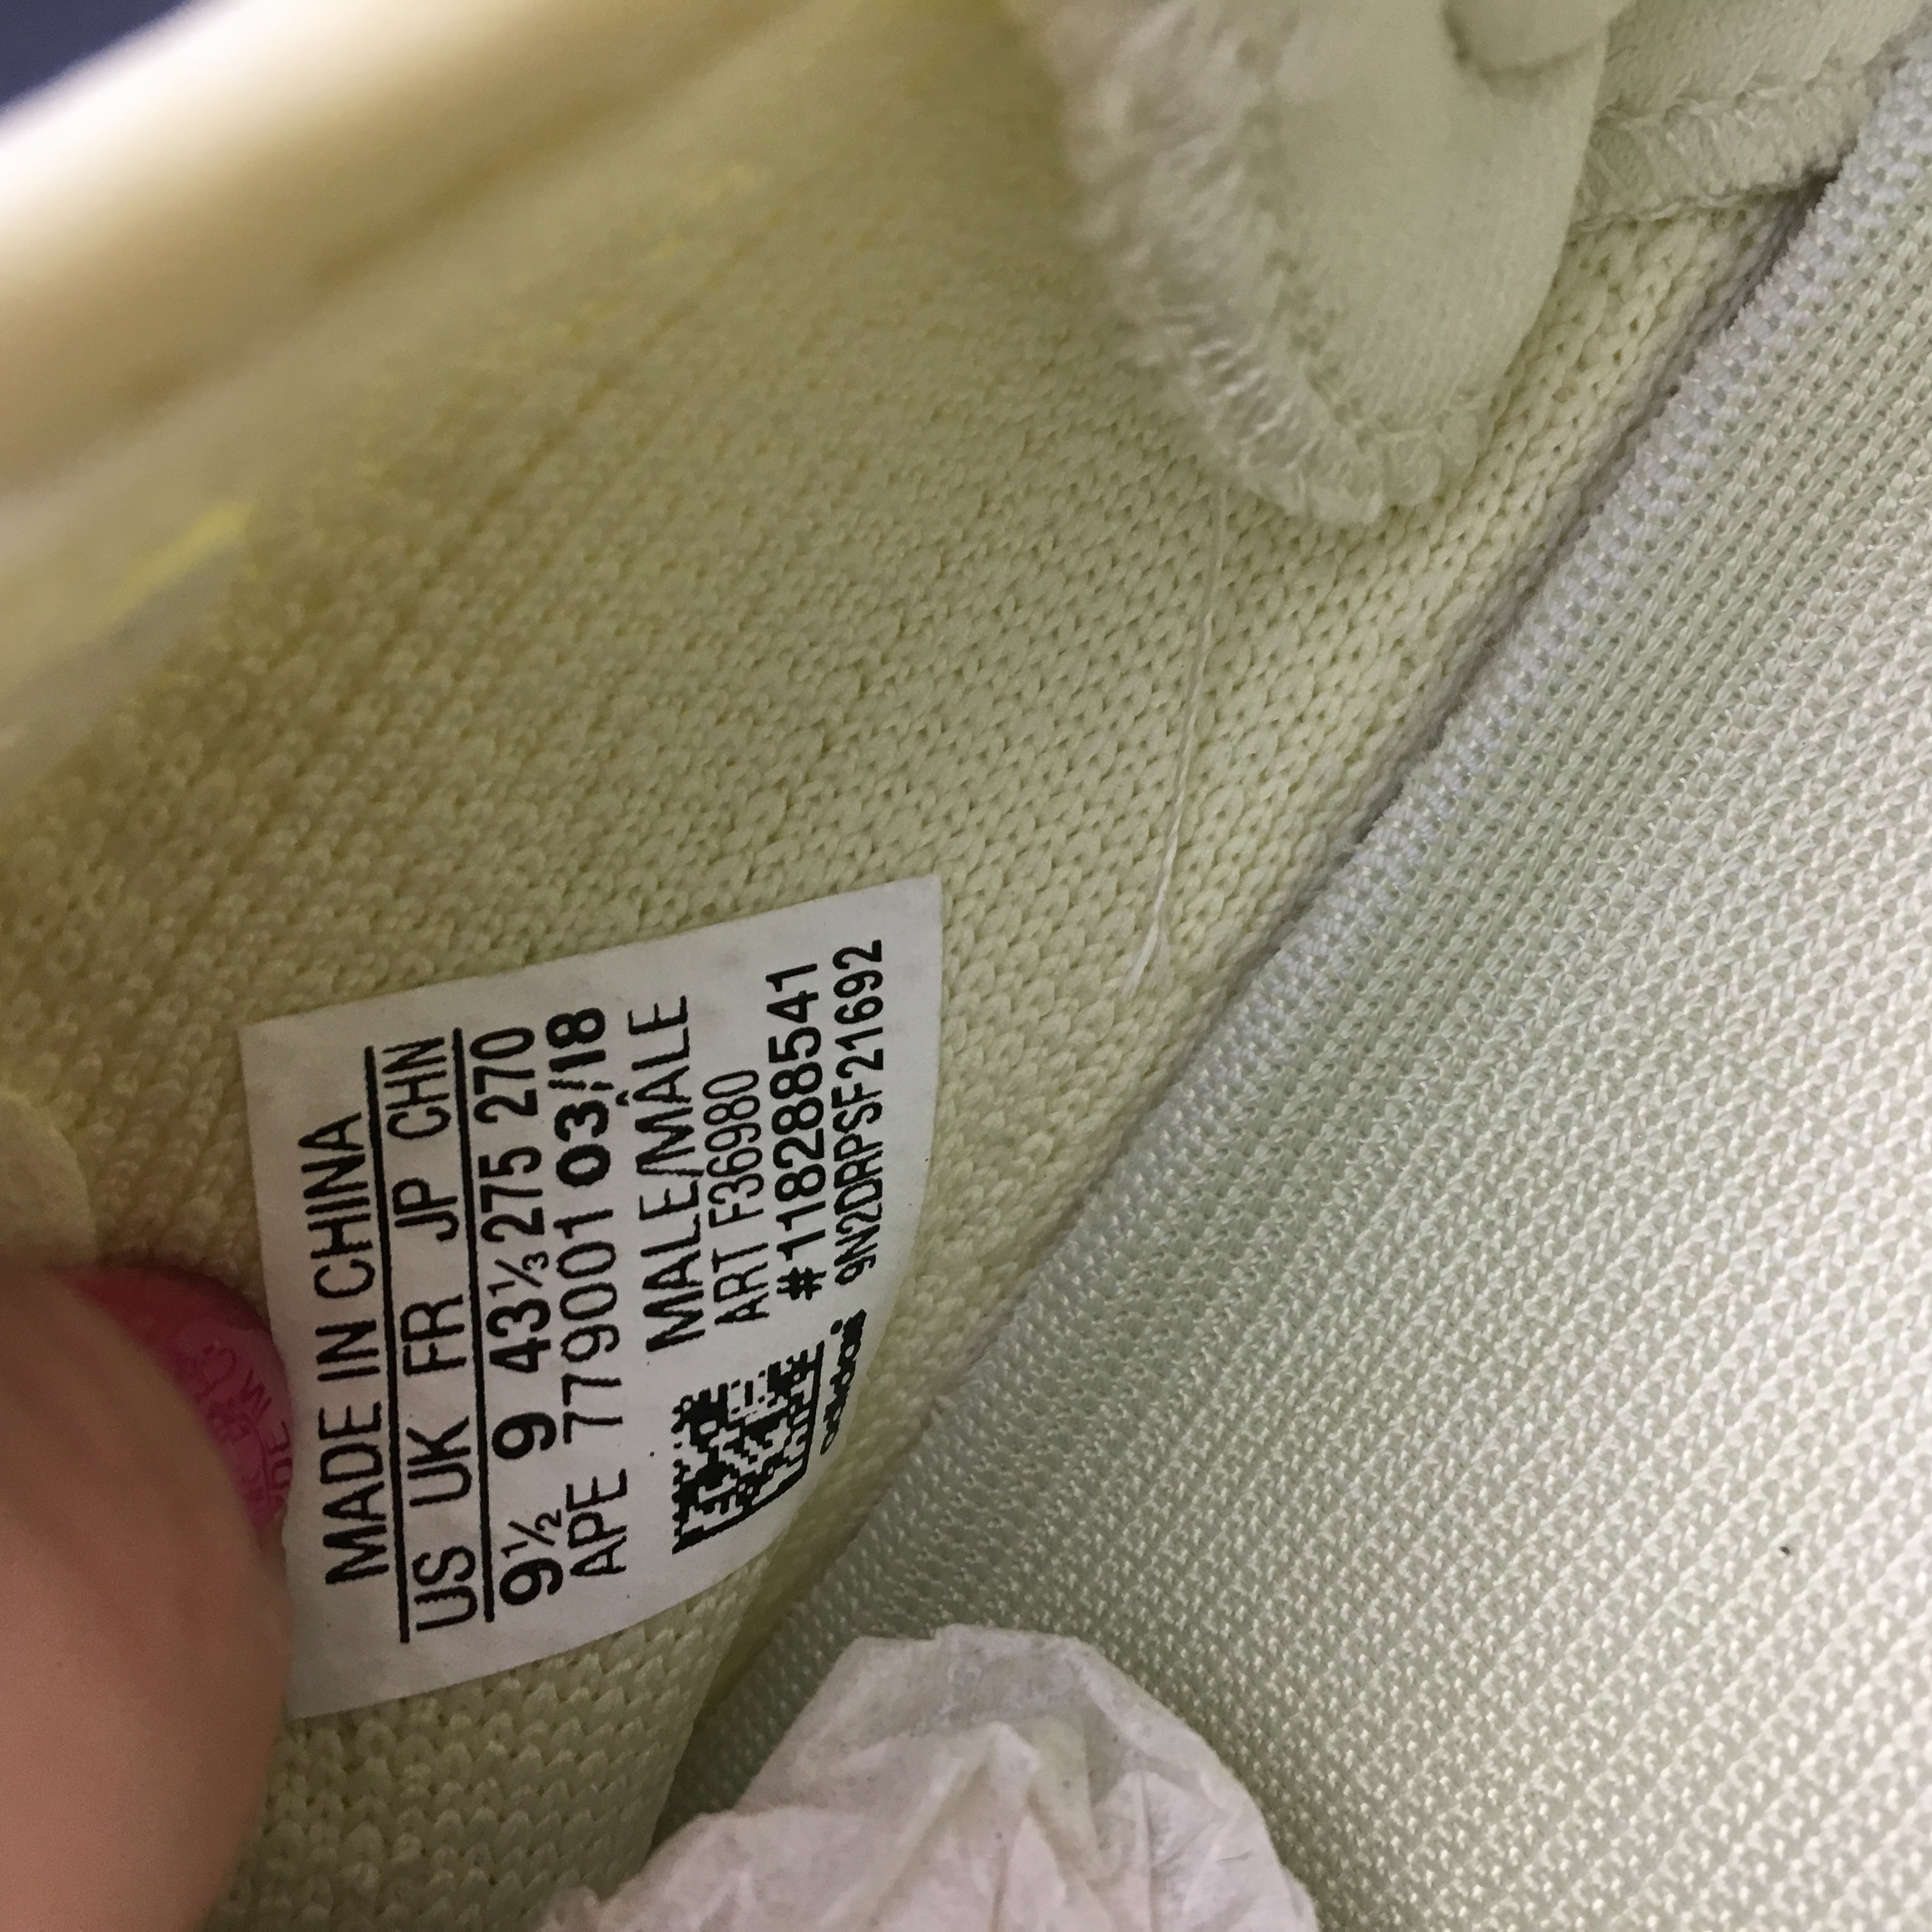 MADE IN CHINA
US UK FR JP CHN
9½ 9 43⅓ 275 270
APE 779001 03/18
MALE/MÂLE
ART F36980
#118288541
adidas 9N2DRPSF21692